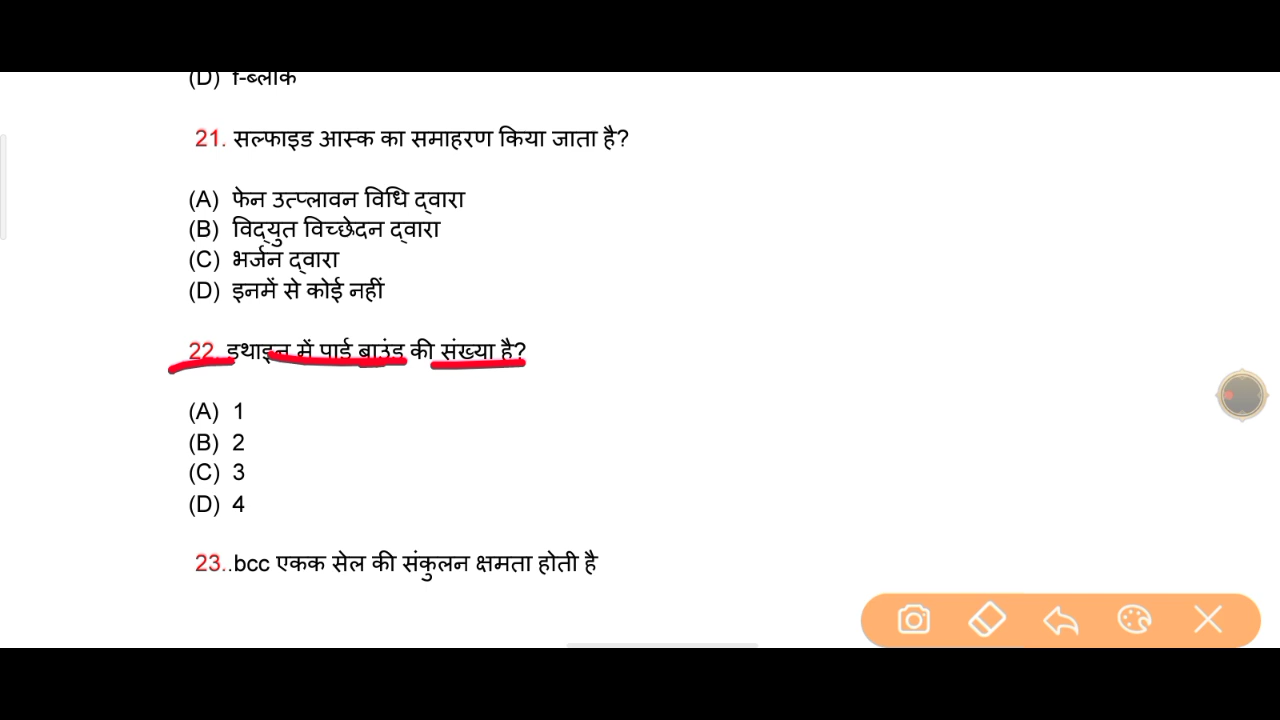 (D) f-ब्लॉक
21. सल्फाइड आस्क का समाहरण किया जाता है?
(A) फेन उत्प्लावन विधि द्वारा
(B) विद्युत विच्छेदन द्वारा
(C) भर्जन द्वारा
(D) इनमें से कोई नहीं
22. इथाइन में पाई बाउंड की संख्या है?
(A) 1
(B) 2
(C) 3
(D) 4
23..bcc एकक सेल की संकुलन क्षमता होती है